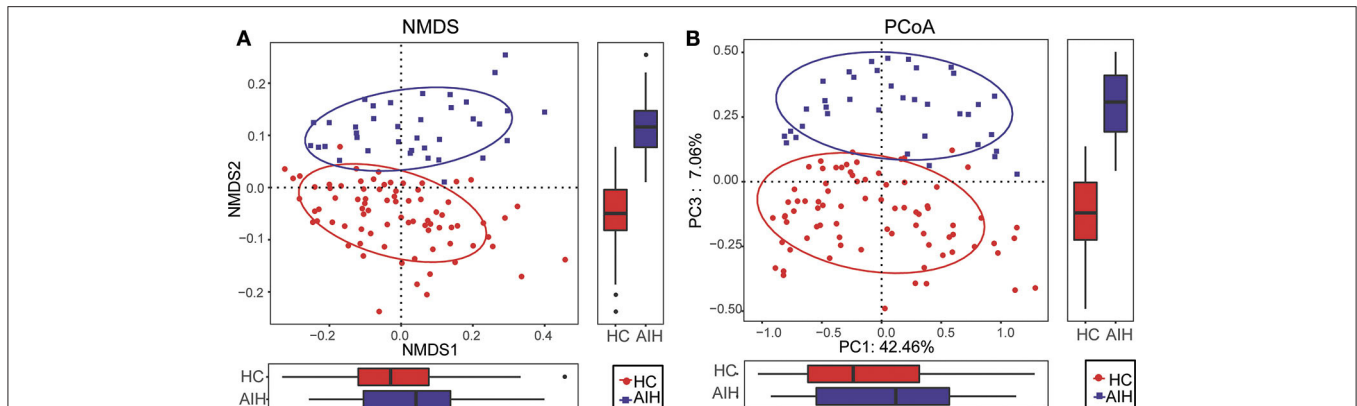 A
NMDS
NMDS2
0.2
0.1
0.0
−0.1
−0.2
−0.2
0.0
0.2
0.4
NMDS1
HC AIH
HC
AIH
HC
AIH
B
PCoA
PC3 : 7.06%
0.50
0.25
0.00
−0.25
−0.50
−1.0
−0.5
0.0
0.5
1.0
PC1: 42.46%
HC AIH
HC
AIH
HC
AIH